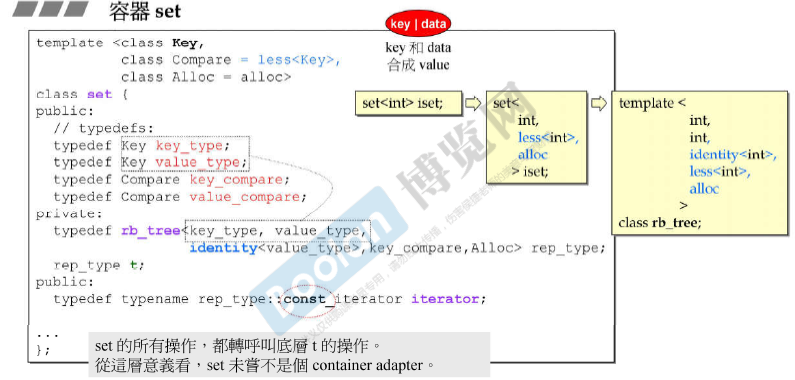 容器 set
key | data
key 和 data
合成 value
template <class Key,
class Compare = less<Key>,
class Alloc = alloc>
class set {
public:
// typedefs:
typedef Key key_type;
typedef Key value_type;
typedef Compare key_compare;
typedef Compare value_compare;
private:
typedef rb_tree<key_type, value_type,
identity<value_type>,key_compare,Alloc> rep_type;
rep_type t;
public:
typedef typename rep_type::const_iterator iterator;
...
};
set<int> iset;
set<
int,
less<int>,
alloc
> iset;
template <
int,
int,
identity<int>,
less<int>,
alloc
>
class rb_tree;
set 的所有操作，都轉呼叫底層 t 的操作。
從這層意義看，set 未嘗不是個 container adapter。
Boolan 博览网